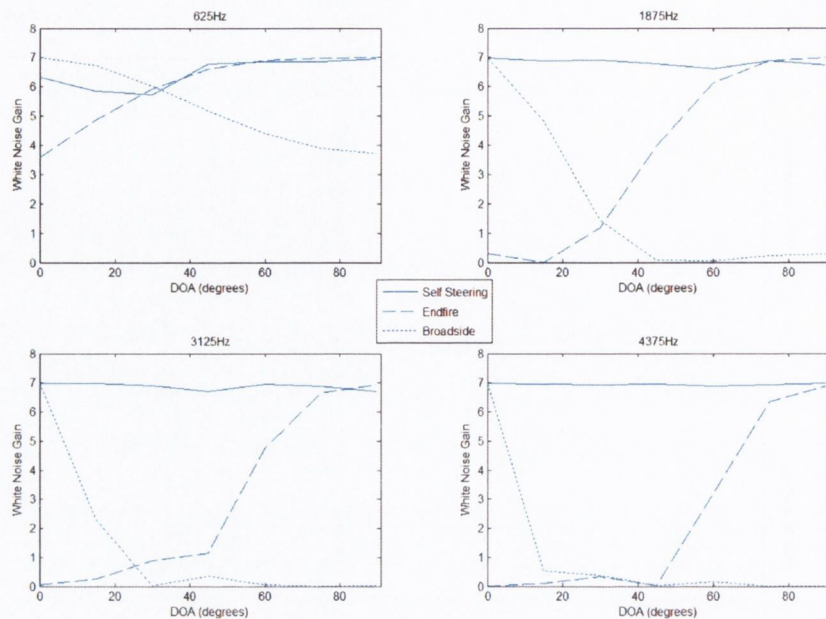 625Hz
8
7
6
5
4
3
2
1
0
White Noise Gain
0 20 40 60 80
DOA (degrees)
1875Hz
8
7
6
5
4
3
2
1
0
White Noise Gain
0 20 40 60 80
DOA (degrees)
Self Steering
Endfire
Broadside
3125Hz
8
7
6
5
4
3
2
1
0
White Noise Gain
0 20 40 60 80
DOA (degrees)
4375Hz
8
7
6
5
4
3
2
1
0
White Noise Gain
0 20 40 60 80
DOA (degrees)